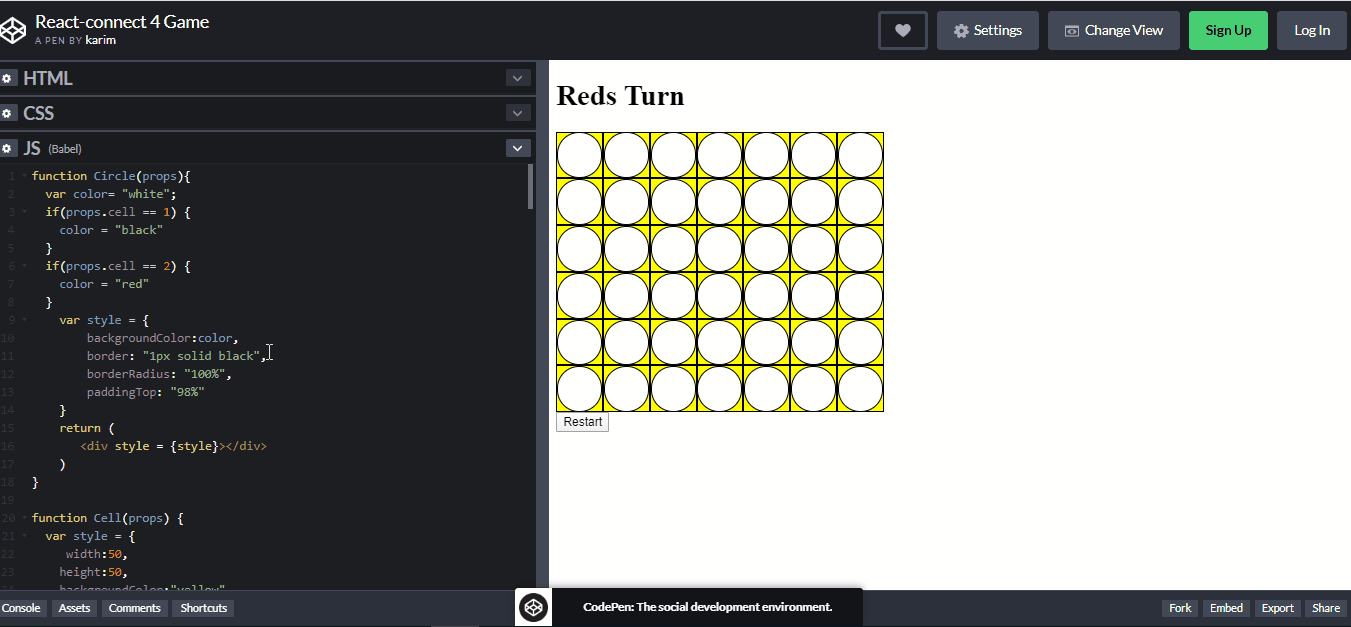 React-connect 4 Game
A PEN BY karim
Settings
Change View
Sign Up
Log In
HTML
CSS
JS (Babel)
1 function Circle(props){
2 var color= "white";
3 if(props.cell == 1) {
4 color = "black"
5 }
6 if(props.cell == 2) {
7 color = "red"
8 }
9 var style = {
10 backgroundColor:color,
11 border: "1px solid black",
12 borderRadius: "100%",
13 paddingTop: "98%"
14 }
15 return (
16 <div style = {style}></div>
17 )
18 }
19
20 function Cell(props) {
21 var style = {
22 width:50,
23 height:50,
24 backgroundColor:"yellow"
Reds Turn
Restart
Console
Assets
Comments
Shortcuts
CodePen: The social development environment.
Fork
Embed
Export
Share